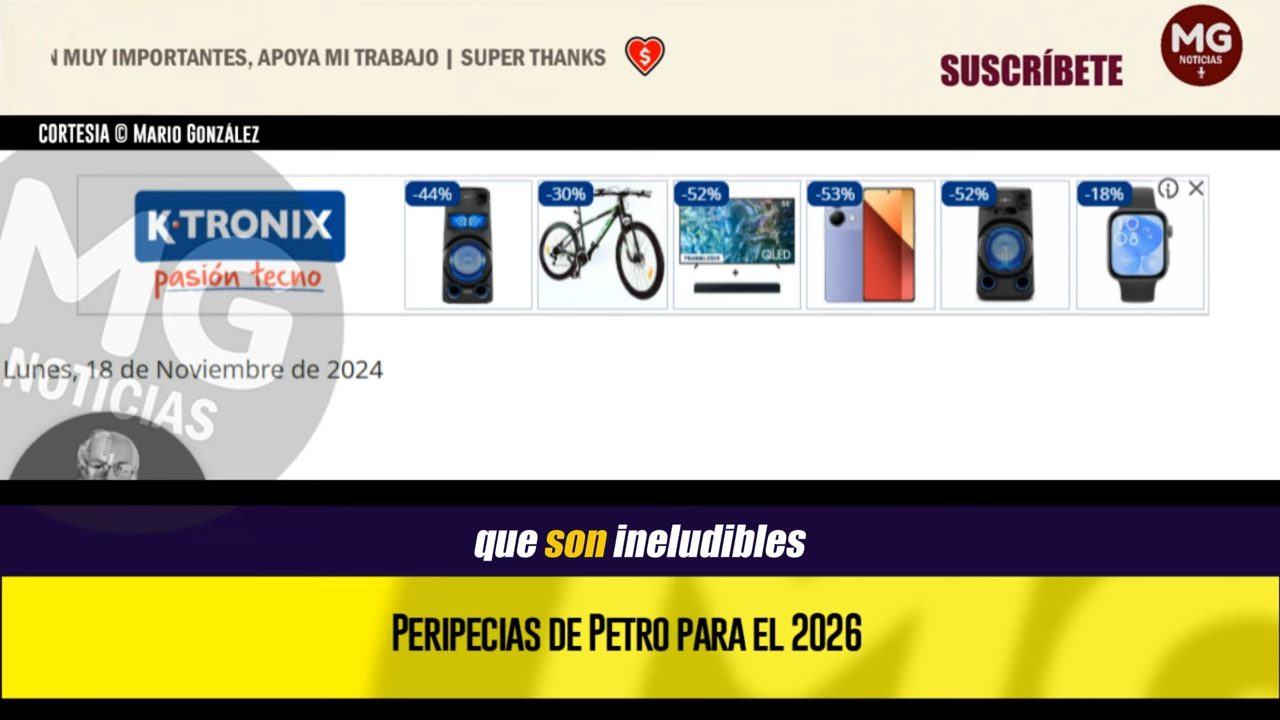 N MUY IMPORTANTES, APOYA MI TRABAJO | SUPER THANKS
SUSCRÍBETE
MG
NOTICIAS
CORTESIA © MARIO GONZÁLEZ
K·TRONIX
pasión tecno
-44%
-30%
-52%
QLED
-53%
-52%
-18%
MG
NOTICIAS
Lunes, 18 de Noviembre de 2024
que son ineludibles
PERIPECIAS DE PETRO PARA EL 2026